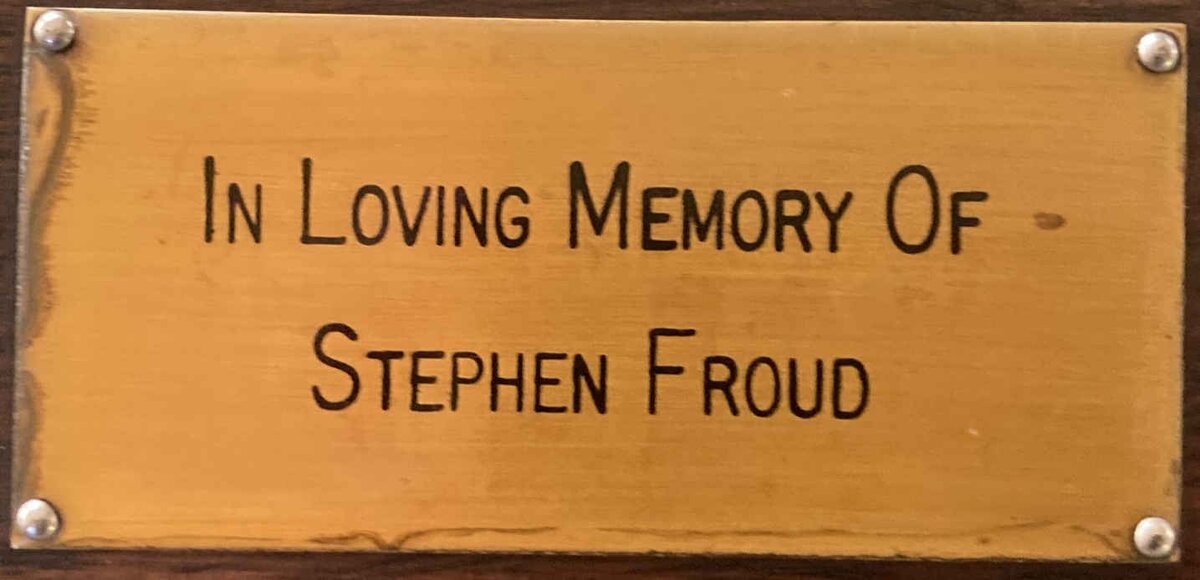 In Loving Memory Of
Stephen Froud